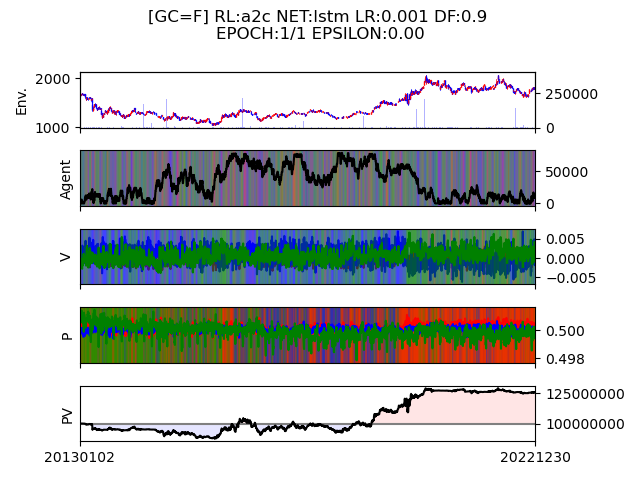 [GC=F] RL:a2c NET:lstm LR:0.001 DF:0.9
EPOCH:1/1 EPSILON:0.00
Env.
2000
1000
250000
0
Agent
50000
0
V
0.005
0.000
−0.005
P
0.500
0.498
PV
125000000
100000000
20130102
20221230